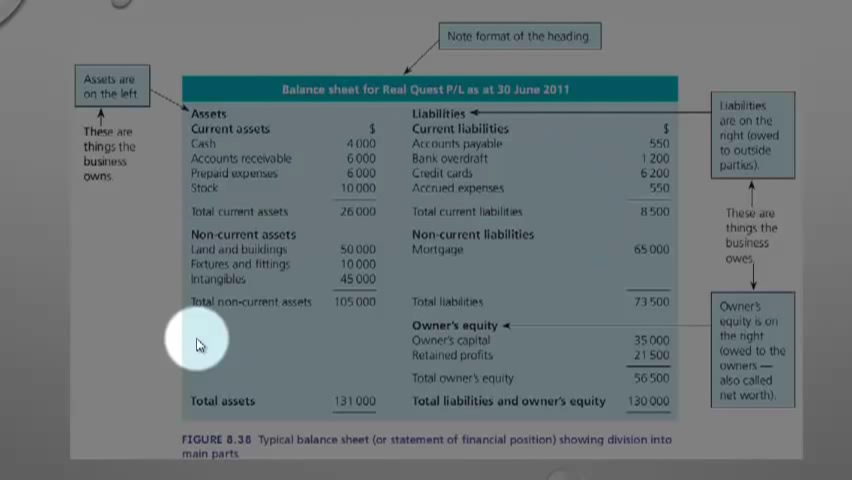 Note format of the heading.
Assets are
on the left.
These are
things the
business
owns.
Balance sheet for Real Quest P/L as at 30 June 2011
Assets
Current assets $
Cash 4 000
Accounts receivable 6 000
Prepaid expenses 6 000
Stock 10 000
Total current assets 26 000
Non-current assets
Land and buildings 50 000
Fixtures and fittings 10 000
Intangibles 45 000
Total non-current assets 105 000
Total assets 131 000
Liabilities
Current liabilities $
Accounts payable 550
Bank overdraft 1 200
Credit cards 6 200
Accrued expenses 550
Total current liabilities 8 500
Non-current liabilities
Mortgage 65 000
Total liabilities 73 500
Owner's equity
Owner's capital 35 000
Retained profits 21 500
Total owner's equity 56 500
Total liabilities and owner's equity 130 000
Liabilities
are on the
right (owed
to outside
parties).
These are
things the
business
owes.
Owner's
equity is on
the right
(owed to the
owners —
also called
net worth).
FIGURE 8.38 Typical balance sheet (or statement of financial position) showing division into
main parts